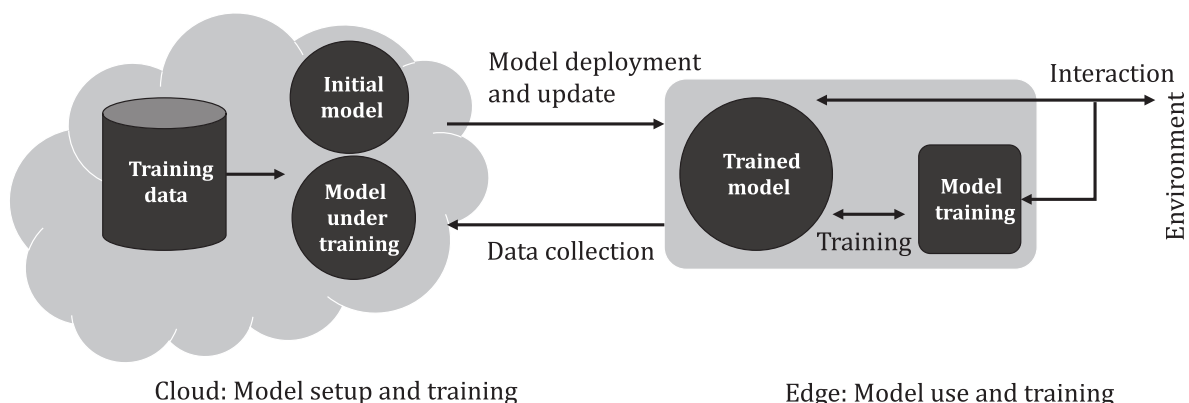 Training
data
Initial
model
Model
under
training
Model deployment
and update
Data collection
Trained
model
Training
Model
training
Interaction
Environment
Cloud: Model setup and training
Edge: Model use and training